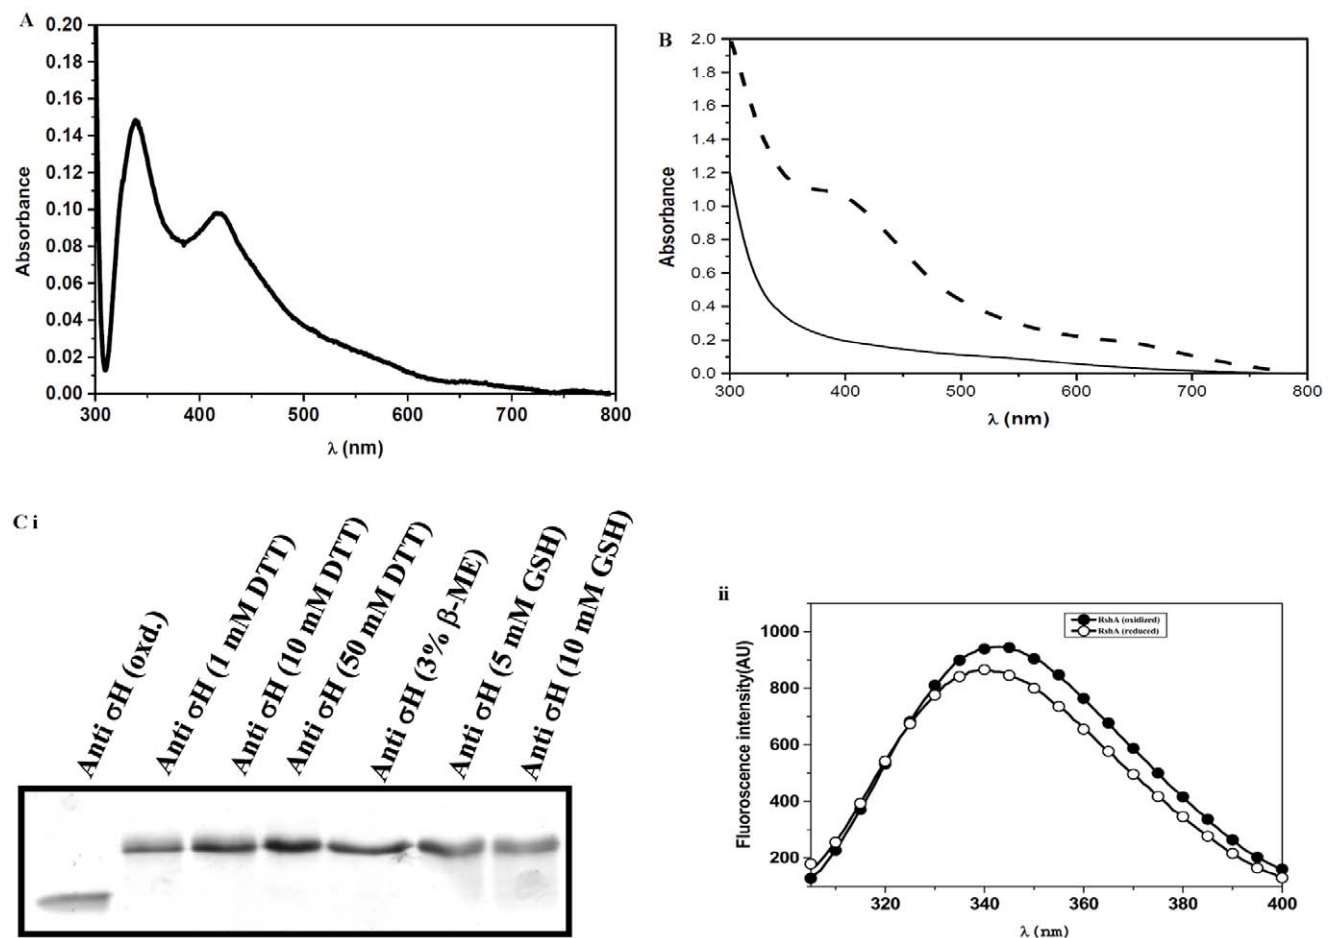 A
0.20
0.18
0.16
0.14
0.12
0.10
0.08
0.06
0.04
0.02
0.00
Absorbance
300 400 500 600 700 800
λ (nm)
B
2.0
1.8
1.6
1.4
1.2
1.0
0.8
0.6
0.4
0.2
0.0
Absorbance
300 400 500 600 700 800
λ (nm)
C i
Anti σH (oxd.)
Anti σH (1 mM DTT)
Anti σH (10 mM DTT)
Anti σH (50 mM DTT)
Anti σH (3% β-ME)
Anti σH (5 mM GSH)
Anti σH (10 mM GSH)
ii
RshA (oxidized)
RshA (reduced)
1000
800
600
400
200
Fluoroscence intensity(AU)
320 340 360 380 400
λ (nm)